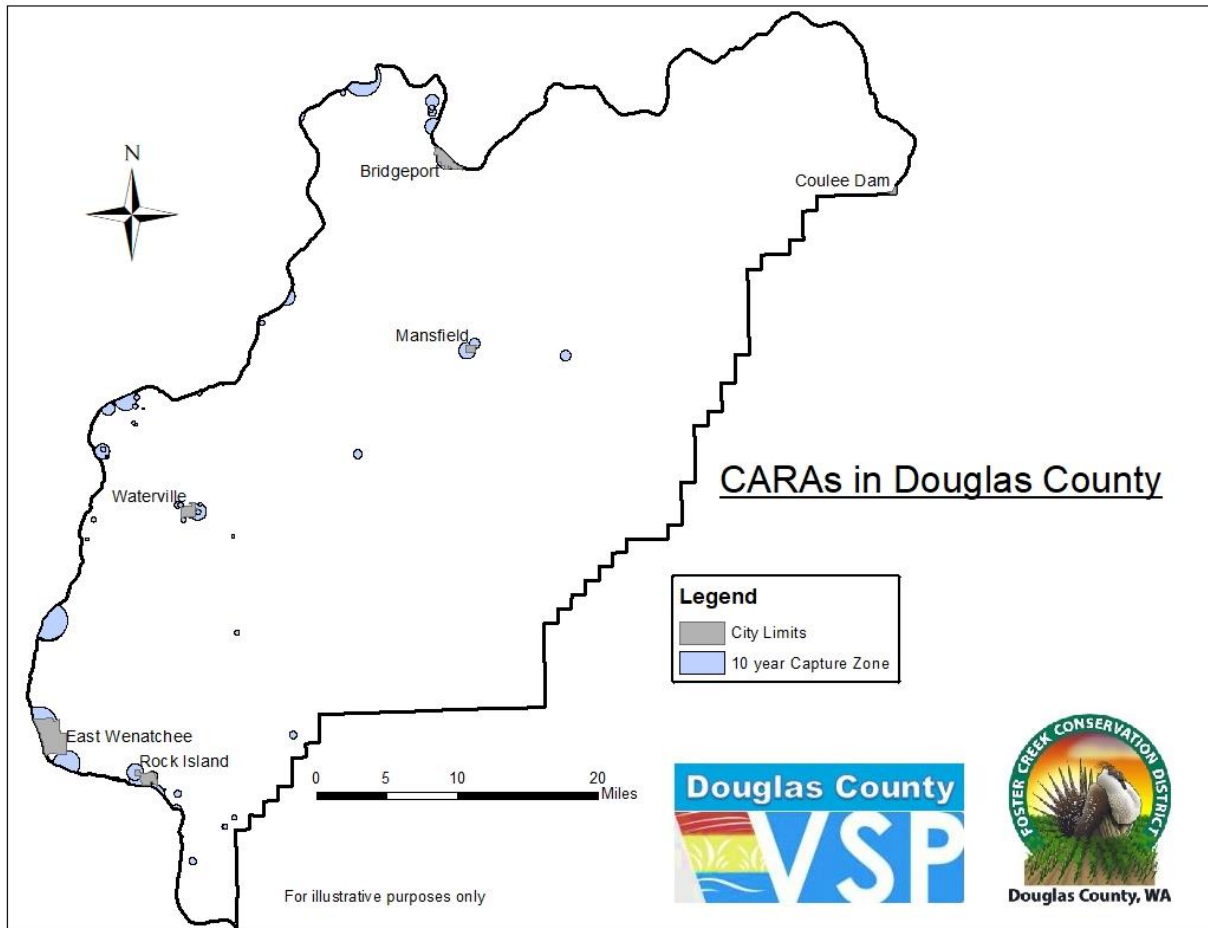 N
Bridgeport
Coulee Dam
Mansfield
Waterville
CARAs in Douglas County
Legend
City Limits
10 year Capture Zone
East Wenatchee
Rock Island
0 5 10 20
Miles
For illustrative purposes only
Douglas County
VSP
FOSTER CREEK CONSERVATION DISTRICT
Douglas County, WA